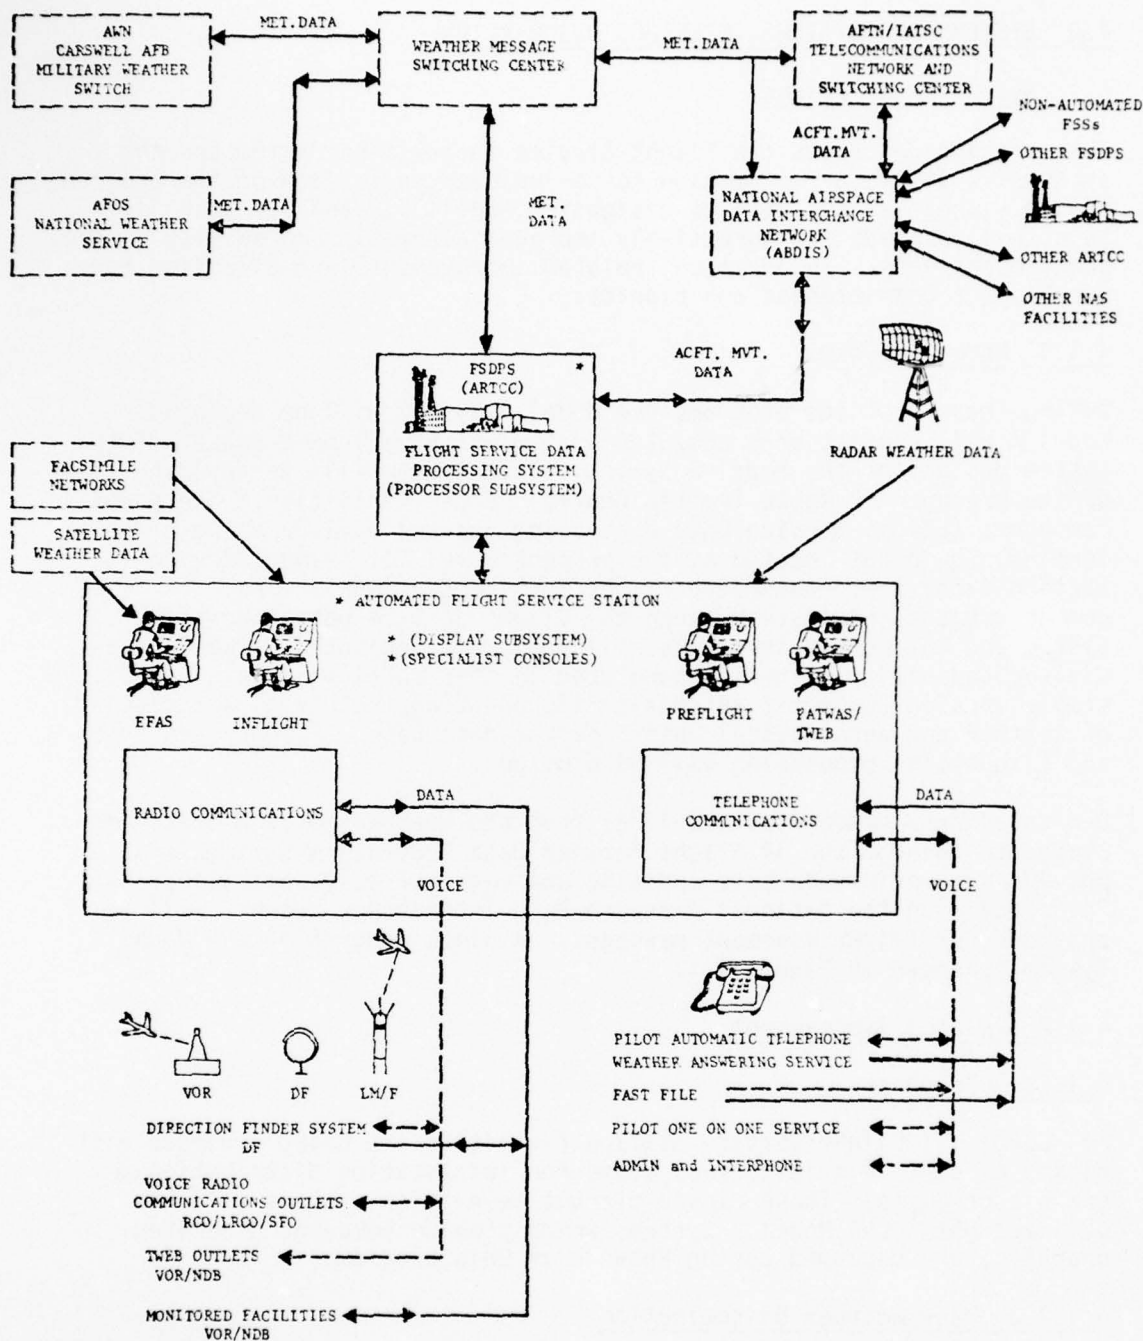 AWN
CARSWELL AFB
MILITARY WEATHER
SWITCH
MET.DATA
WEATHER MESSAGE
SWITCHING CENTER
MET.DATA
AFTN/IATSC
TELECOMMUNICATIONS
NETWORK AND
SWITCHING CENTER
NON-AUTOMATED
FSSs
ACFT.MVT.
DATA
OTHER FSDPS
AFOS
NATIONAL WEATHER
SERVICE
MET.DATA
MET.
DATA
NATIONAL AIRSPACE
DATA INTERCHANGE
NETWORK
(ABDIS)
OTHER ARTCC
OTHER NAS
FACILITIES
FSDPS *
(ARTCC)
FLIGHT SERVICE DATA
PROCESSING SYSTEM
(PROCESSOR SUBSYSTEM)
ACFT. MVT.
DATA
RADAR WEATHER DATA
FACSIMILE
NETWORKS
SATELLITE
WEATHER DATA
* AUTOMATED FLIGHT SERVICE STATION
* (DISPLAY SUBSYSTEM)
*(SPECIALIST CONSOLES)
EFAS
INFLIGHT
PREFLIGHT
PATWAS/
TWEB
RADIO COMMUNICATIONS
DATA
VOICE
TELEPHONE
COMMUNICATIONS
DATA
VOICE
VOR
DF
LM/F
DIRECTION FINDER SYSTEM
DF
VOICE RADIO
COMMUNICATIONS OUTLETS
RCO/LRCO/SFO
TWEB OUTLETS
VOR/NDB
MONITORED FACILITIES
VOR/NDB
PILOT AUTOMATIC TELEPHONE
WEATHER ANSWERING SERVICE
FAST FILE
PILOT ONE ON ONE SERVICE
ADMIN and INTERPHONE